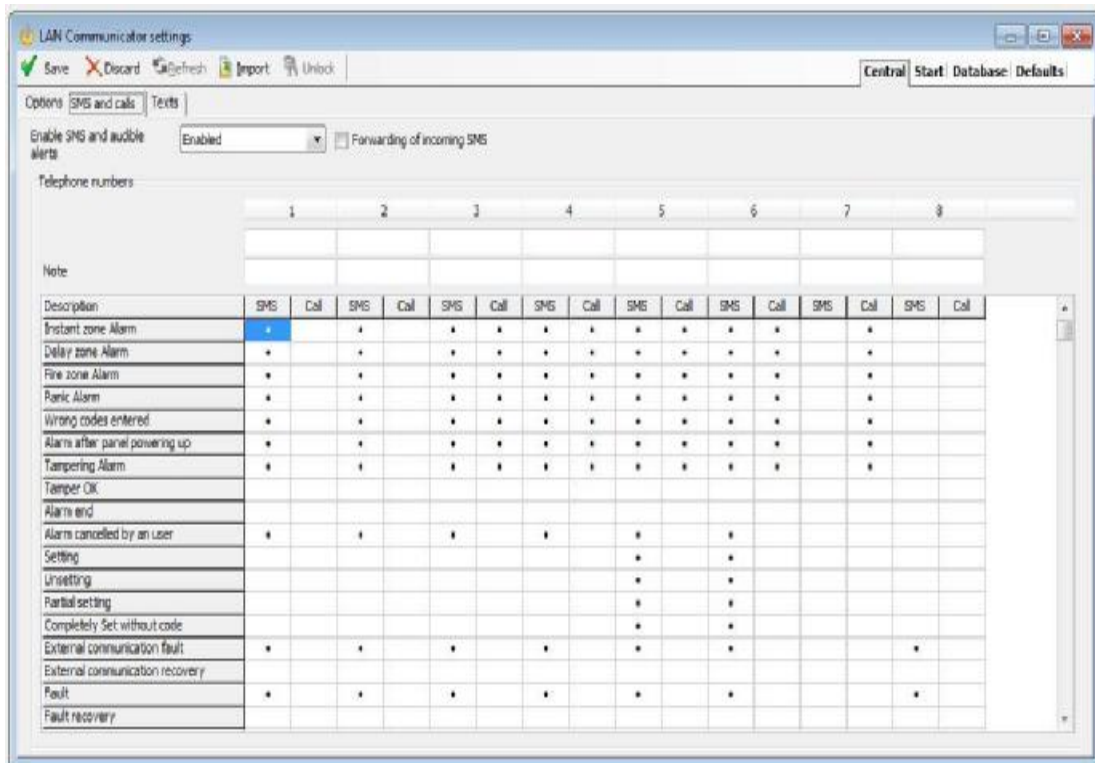 LAN Communicator settings
Save Discard Refresh Import Unlock
Central Start Database Defaults
Options SMS and calls Texts
Enable SMS and audible alerts Enabled Forwarding of incoming SMS
Telephone numbers
1 2 3 4 5 6 7 8
Note
Description SMS Call SMS Call SMS Call SMS Call SMS Call SMS Call SMS Call SMS Call
Instant zone Alarm
Delay zone Alarm
Fire zone Alarm
Panic Alarm
Wrong codes entered
Alarm after panel powering up
Tampering Alarm
Tamper OK
Alarm end
Alarm cancelled by an user
Setting
Unsetting
Partial setting
Completely Set without code
External communication fault
External communication recovery
Fault
Fault recovery